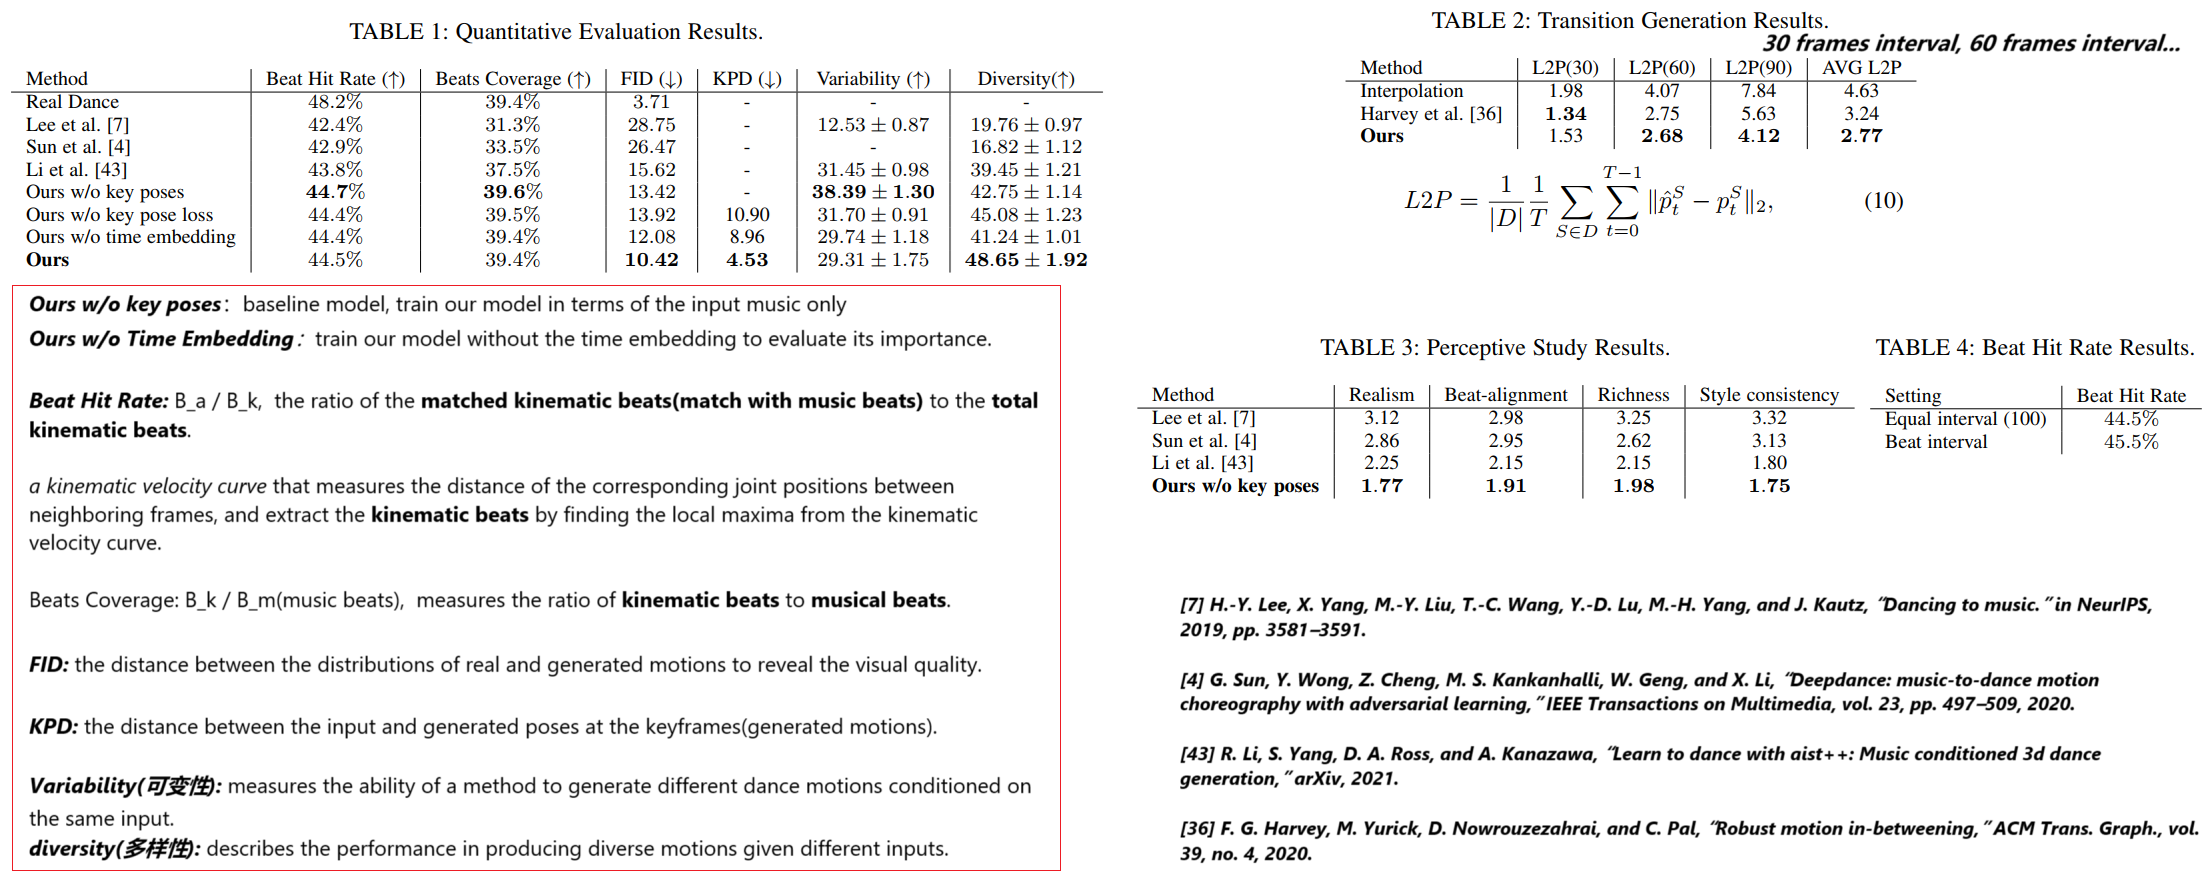 TABLE 1: Quantitative Evaluation Results.
Method Beat Hit Rate (↑) Beats Coverage (↑) FID (↓) KPD (↓) Variability (↑) Diversity(↑)
Real Dance 48.2% 39.4% 3.71 - - -
Lee et al. [7] 42.4% 31.3% 28.75 - 12.53 ± 0.87 19.76 ± 0.97
Sun et al. [4] 42.9% 33.5% 26.47 - - 16.82 ± 1.12
Li et al. [43] 43.8% 37.5% 15.62 - 31.45 ± 0.98 39.45 ± 1.21
Ours w/o key poses 44.7% 39.6% 13.42 - 38.39 ± 1.30 42.75 ± 1.14
Ours w/o key pose loss 44.4% 39.5% 13.92 10.90 31.70 ± 0.91 45.08 ± 1.23
Ours w/o time embedding 44.4% 39.4% 12.08 8.96 29.74 ± 1.18 41.24 ± 1.01
Ours 44.5% 39.4% 10.42 4.53 29.31 ± 1.75 48.65 ± 1.92
Ours w/o key poses： baseline model, train our model in terms of the input music only
Ours w/o Time Embedding： train our model without the time embedding to evaluate its importance.
Beat Hit Rate: B_a / B_k, the ratio of the matched kinematic beats(match with music beats) to the total
kinematic beats.
a kinematic velocity curve that measures the distance of the corresponding joint positions between
neighboring frames, and extract the kinematic beats by finding the local maxima from the kinematic
velocity curve.
Beats Coverage: B_k / B_m(music beats), measures the ratio of kinematic beats to musical beats.
FID: the distance between the distributions of real and generated motions to reveal the visual quality.
KPD: the distance between the input and generated poses at the keyframes(generated motions).
Variability(可变性): measures the ability of a method to generate different dance motions conditioned on
the same input.
diversity(多样性): describes the performance in producing diverse motions given different inputs.
TABLE 2: Transition Generation Results.
30 frames interval, 60 frames interval...
Method L2P(30) L2P(60) L2P(90) AVG L2P
Interpolation 1.98 4.07 7.84 4.63
Harvey et al. [36] 1.34 2.75 5.63 3.24
Ours 1.53 2.68 4.12 2.77
L2P = \frac{1}{|D|} \frac{1}{T} \sum_{S∈D} \sum_{t=0}^{T−1} ‖p̂_t^S − p_t^S‖_2, (10)
TABLE 3: Perceptive Study Results.
Method Realism Beat-alignment Richness Style consistency
Lee et al. [7] 3.12 2.98 3.25 3.32
Sun et al. [4] 2.86 2.95 2.62 3.13
Li et al. [43] 2.25 2.15 2.15 1.80
Ours w/o key poses 1.77 1.91 1.98 1.75
TABLE 4: Beat Hit Rate Results.
Setting Beat Hit Rate
Equal interval (100) 44.5%
Beat interval 45.5%
[7] H.-Y. Lee, X. Yang, M.-Y. Liu, T.-C. Wang, Y.-D. Lu, M.-H. Yang, and J. Kautz, “Dancing to music.” in NeurIPS,
2019, pp. 3581–3591.
[4] G. Sun, Y. Wong, Z. Cheng, M. S. Kankanhalli, W. Geng, and X. Li, “Deepdance: music-to-dance motion
choreography with adversarial learning,” IEEE Transactions on Multimedia, vol. 23, pp. 497–509, 2020.
[43] R. Li, S. Yang, D. A. Ross, and A. Kanazawa, “Learn to dance with aist++: Music conditioned 3d dance
generation,” arXiv, 2021.
[36] F. G. Harvey, M. Yurick, D. Nowrouzezahrai, and C. Pal, “Robust motion in-betweening,” ACM Trans. Graph., vol.
39, no. 4, 2020.